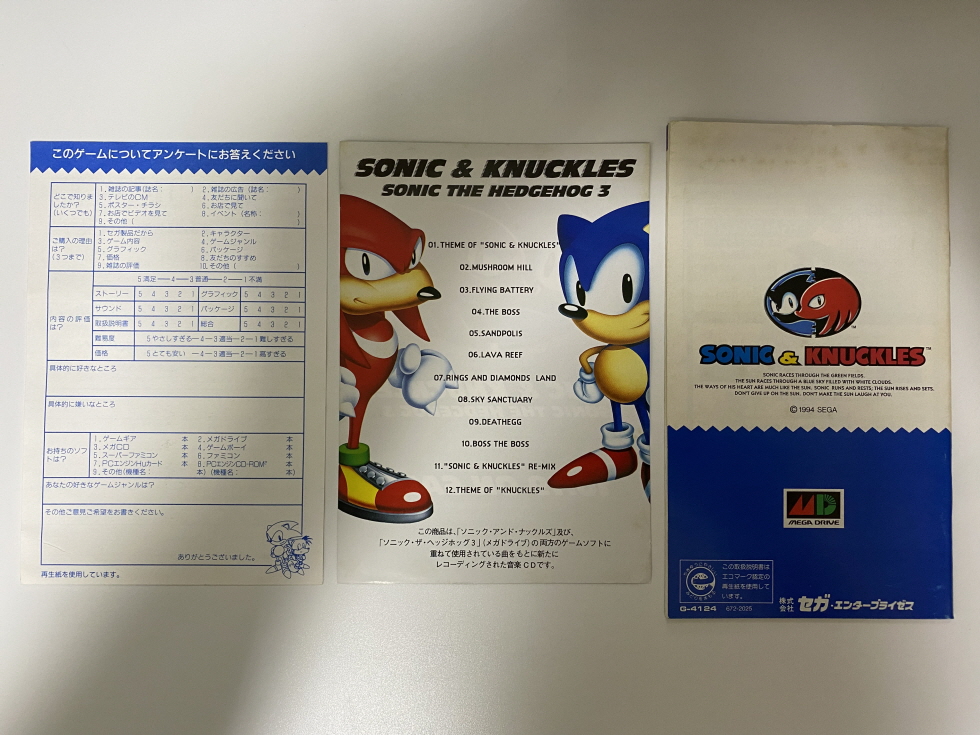 このゲームについてアンケートにお答えください
どこで知りましたか?(いくつでも)
1.雑誌の記事(誌名: ) 2.雑誌の広告(誌名: )
3.テレビのCM 4.友だちに聞いて
5.ポスター・チラシ 6.お店で見て
7.お店でビデオを見て 8.イベント(名称: )
9.その他( )
ご購入の理由は?(3つまで)
1.セガ製品だから 2.キャラクター
3.ゲーム内容 4.ゲームジャンル
5.グラフィック 6.パッケージ
7.価格 8.友だちのすすめ
9.雑誌の評価 10.その他( )
内容の評価は?
5満足——4—3普通—2—1不満
ストーリー 5 4 3 2 1 グラフィック 5 4 3 2 1
サウンド 5 4 3 2 1 パッケージ 5 4 3 2 1
取扱説明書 5 4 3 2 1 総合 5 4 3 2 1
難易度 5やさしすぎる—4—3適当—2—1難しすぎる
価格 5とても安い —4—3適当—2—1高すぎる
具体的に好きなところ
具体的に嫌いなところ
お持ちのソフトは?
1.ゲームギア 本 2.メガドライブ 本
3.メガCD 本 4.ゲームボーイ 本
5.スーパーファミコン 本 6.ファミコン 本
7.PCエンジンHuカード 本 8.PCエンジンCD-ROM² 本
9.その他(機種名: 本)(機種名: 本)
あなたの好きなゲームジャンルは?
その他ご意見ご希望をお書きください。
ありがとうございました。
再生紙を使用しています。
SONIC & KNUCKLES
SONIC THE HEDGEHOG 3
01.THEME OF "SONIC & KNUCKLES"
02.MUSHROOM HILL
03.FLYING BATTERY
04.THE BOSS
05.SANDPOLIS
06.LAVA REEF
07.RINGS AND DIAMONDS LAND
08.SKY SANCTUARY
09.DEATHEGG
10.BOSS THE BOSS
11."SONIC & KNUCKLES" RE-MIX
12.THEME OF "KNUCKLES"
この商品は、「ソニック・アンド・ナックルズ」及び、
「ソニック・ザ・ヘッジホッグ3」(メガドライブ)の両方のゲームソフトに
重ねて使用されている曲をもとに新たに
レコーディングされた音楽CDです。
SONIC & KNUCKLES™
SONIC RACES THROUGH THE GREEN FIELDS.
THE SUN RACES THROUGH A BLUE SKY FILLED WITH WHITE CLOUDS.
THE WAYS OF HIS HEART ARE MUCH LIKE THE SUN. SONIC RUNS AND RESTS; THE SUN RISES AND SETS.
DON'T GIVE UP ON THE SUN. DON'T MAKE THE SUN LAUGH AT YOU.
©1994 SEGA
MD
MEGA DRIVE
この取扱説明書は
エコマーク認定の
再生紙を使用して
います。
G-4124 672-2025
株式会社 セガ・エンタープライゼス